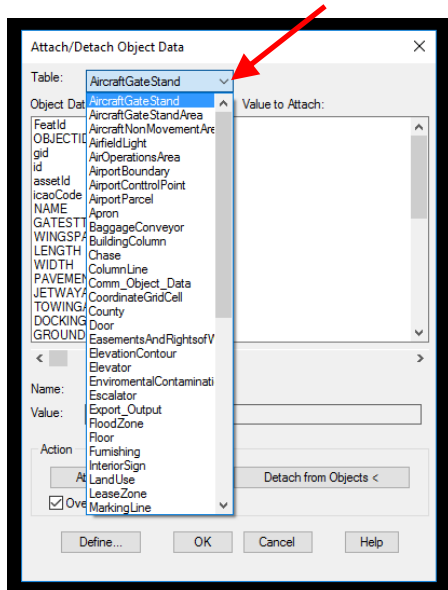 Attach/Detach Object Data
Table: AircraftGateStand
Object Dat Value to Attach:
AircraftGateStand
AircraftGateStandArea
AircraftNonMovementAre
AirfieldLight
AirOperationsArea
AirportBoundary
AirportConttrolPoint
AirportParcel
Apron
BaggageConveyor
BuildingColumn
Chase
ColumnLine
Comm_Object_Data
CoordinateGridCell
County
Door
EasementsAndRightsofW
ElevationContour
Elevator
EnviromentalContaminati
Escalator
Export_Output
FloodZone
Floor
Furnishing
InteriorSign
LandUse
LeaseZone
MarkingLine
FeatId
OBJECTID
gid
id
assetId
icaoCode
NAME
GATESTT
WINGSPA
LENGTH
WIDTH
PAVEMEN
JETWAYA
TOWINGA
DOCKING
GROUND
Name:
Value:
Action
At
Detach from Objects <
Ove
Define...
OK
Cancel
Help